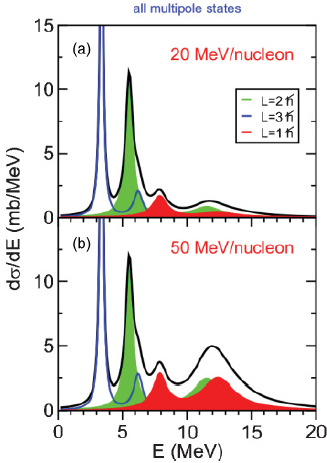 all multipole states
15
(a)
20 MeV/nucleon
L=2ħ
L=3ħ
L=1ħ
10
5
0
(b)
50 MeV/nucleon
10
5
0
dσ/dE (mb/MeV)
0 5 10 15 20
E (MeV)